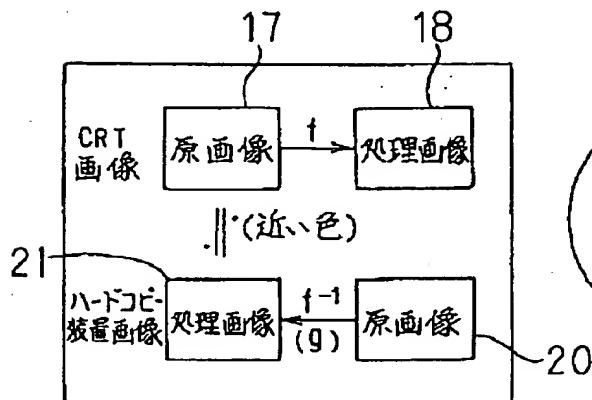 17
18
CRT
画像
原画像
f
処理画像
≒(近い色)
21
ハードコピー
装置画像
処理画像
f-1
(g)
原画像
20